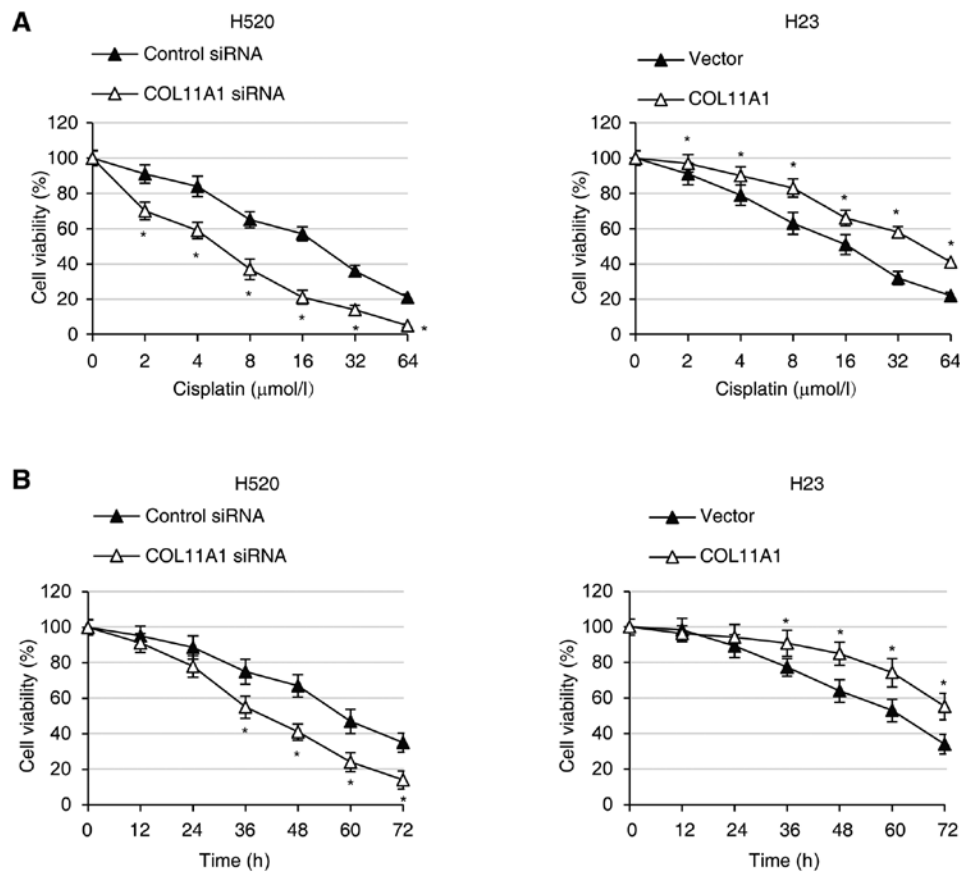 A
H520
Control siRNA
COL11A1 siRNA
120
100
80
60
40
20
0
Cell viability (%)
* * * * * *
0 2 4 8 16 32 64
Cisplatin (μmol/l)
H23
Vector
COL11A1
120
100
80
60
40
20
0
Cell viability (%)
* * * * * *
0 2 4 8 16 32 64
Cisplatin (μmol/l)
B
H520
Control siRNA
COL11A1 siRNA
120
100
80
60
40
20
0
Cell viability (%)
* * * *
0 12 24 36 48 60 72
Time (h)
H23
Vector
COL11A1
120
100
80
60
40
20
0
Cell viability (%)
* * * *
0 12 24 36 48 60 72
Time (h)